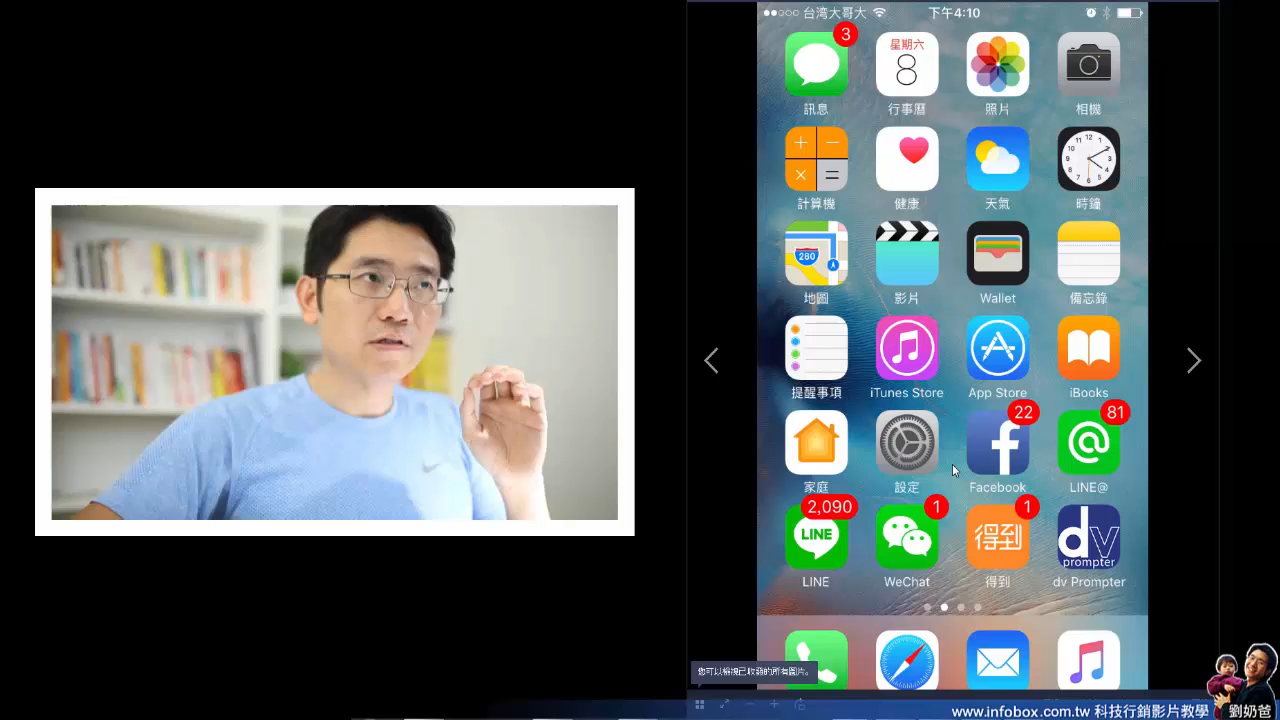 台湾大哥大
下午4:10
3
星期六
8
訊息
行事曆
照片
相機
計算機
健康
天氣
時鐘
280
地圖
影片
Wallet
備忘錄
提醒事項
iTunes Store
App Store
iBooks
22
81
家庭
設定
Facebook
LINE@
2,090
1
1
LINE
得到
dv
prompter
LINE
WeChat
得到
dv Prompter
您可以檢視已收藏的所有圖片。
www.infobox.com.tw 科技行銷影片教學
劉奶爸